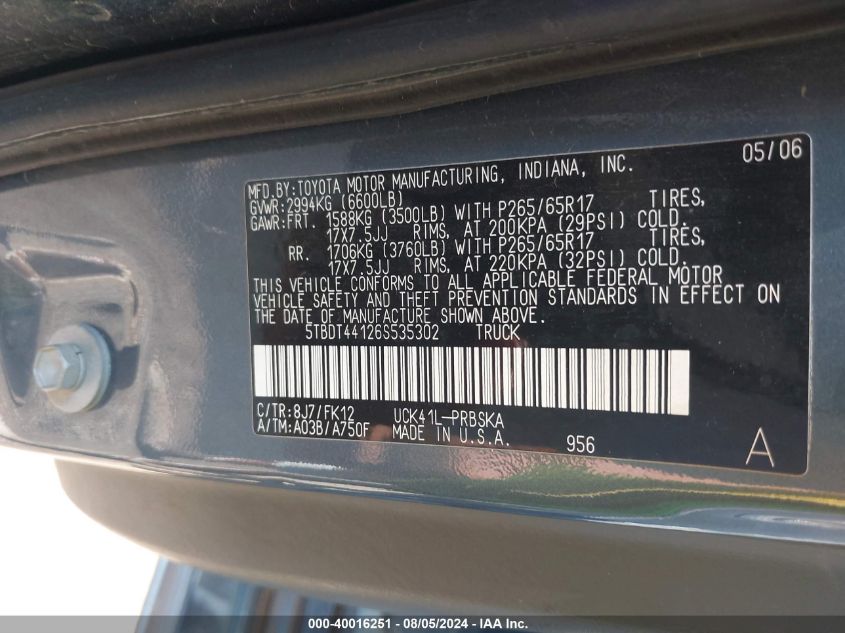 05/06
MFD.BY:TOYOTA MOTOR MANUFACTURING, INDIANA, INC.
GVWR:2994KG (6600LB)
GAWR:FRT. 1588KG (3500LB) WITH P265/65R17 TIRES,
17X7.5JJ RIMS, AT 200KPA (29PSI) COLD.
RR. 1706KG (3760LB) WITH P265/65R17 TIRES,
17X7.5JJ RIMS, AT 220KPA (32PSI) COLD.
THIS VEHICLE CONFORMS TO ALL APPLICABLE FEDERAL MOTOR
VEHICLE SAFETY AND THEFT PREVENTION STANDARDS IN EFFECT ON
THE DATE OF MANUFACTURE SHOWN ABOVE.
5TBDT44126S535302 TRUCK
C/TR:8J7/FK12 UCK41L-PRBSKA
A/TM:A03B/A750F MADE IN U.S.A. 956 A
000-40016251 - 08/05/2024 - IAA Inc.